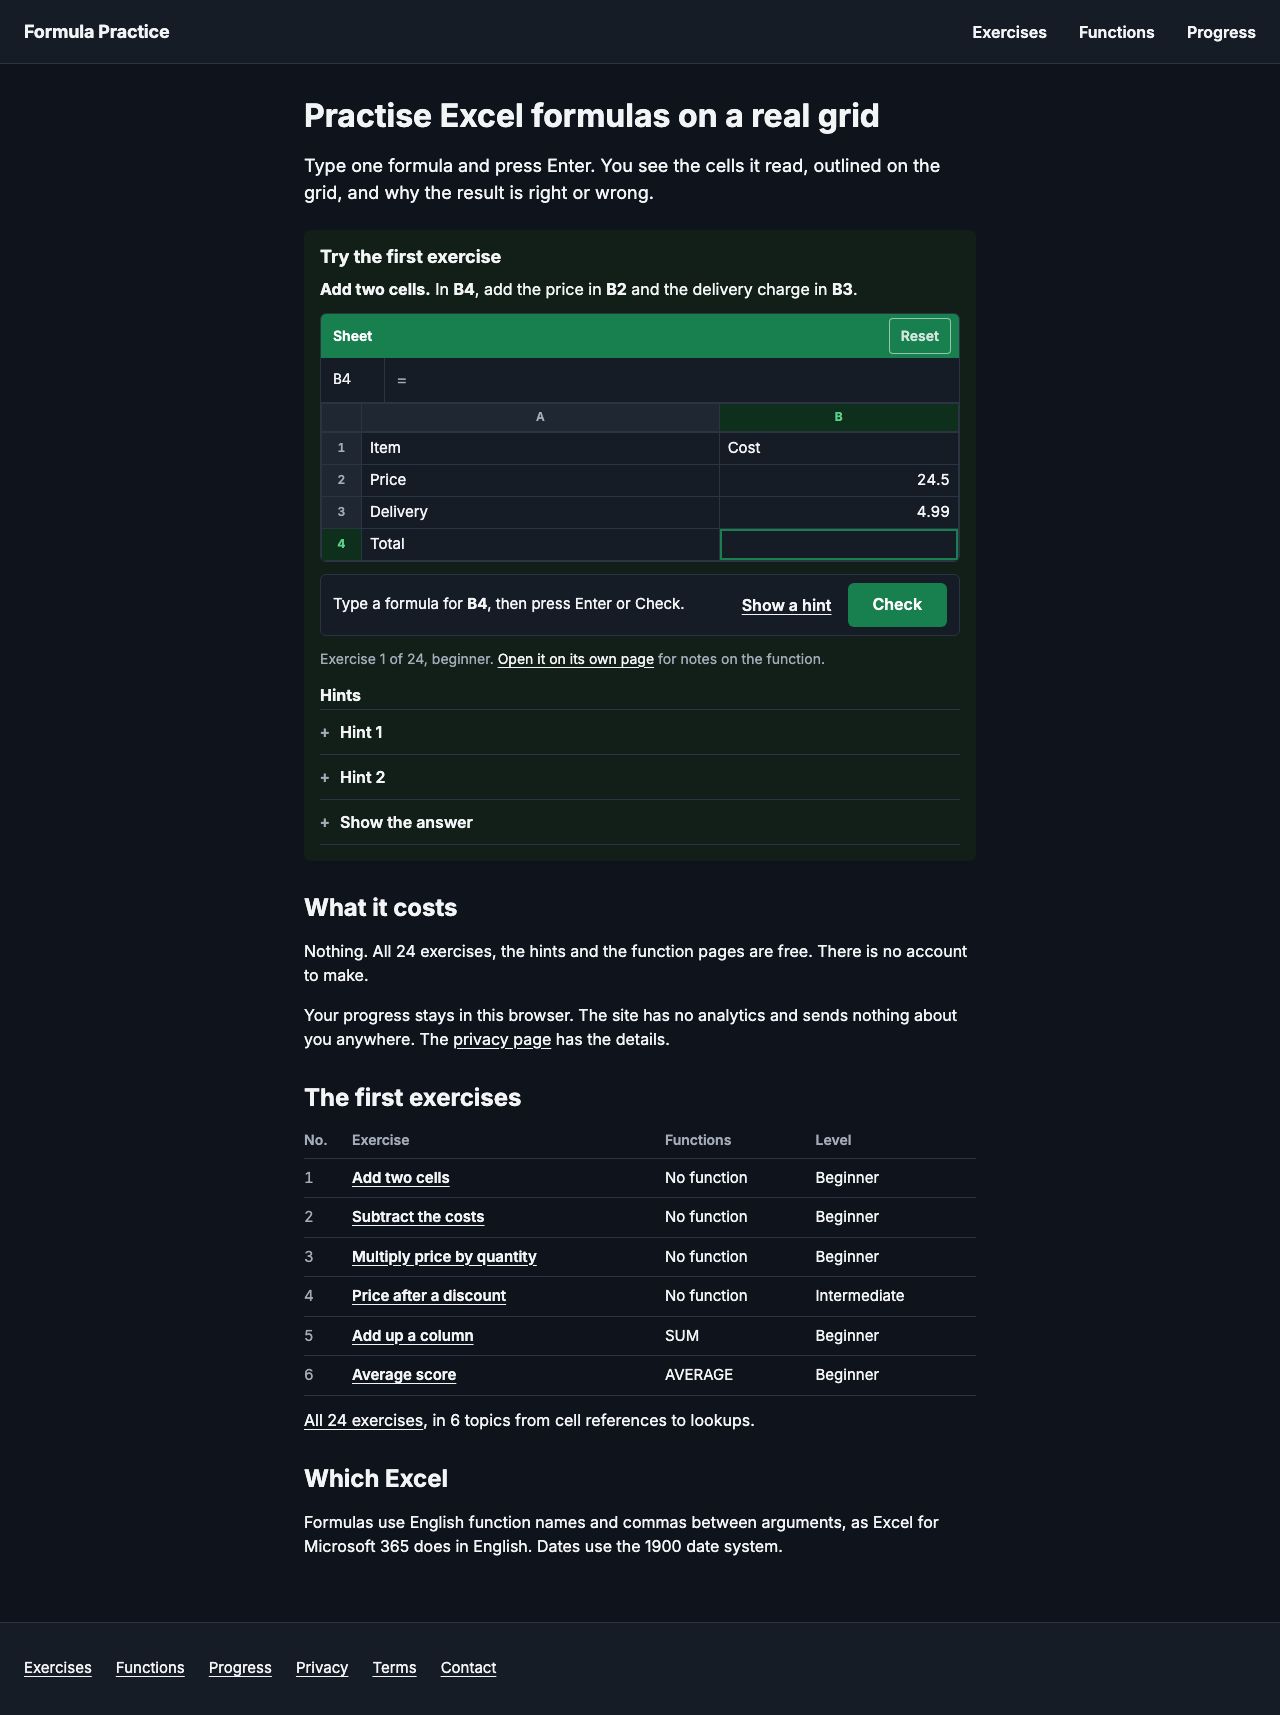 Formula Practice
Exercises Functions Progress
Practise Excel formulas on a real grid
Type one formula and press Enter. You see the cells it read, outlined on the
grid, and why the result is right or wrong.
Try the first exercise
Add two cells. In B4, add the price in B2 and the delivery charge in B3.
Sheet Reset
B4 =
A B
1 Item Cost
2 Price 24.5
3 Delivery 4.99
4 Total
Type a formula for B4, then press Enter or Check. Show a hint Check
Exercise 1 of 24, beginner. Open it on its own page for notes on the function.
Hints
+ Hint 1
+ Hint 2
+ Show the answer
What it costs
Nothing. All 24 exercises, the hints and the function pages are free. There is no account
to make.
Your progress stays in this browser. The site has no analytics and sends nothing about
you anywhere. The privacy page has the details.
The first exercises
No. Exercise Functions Level
1 Add two cells No function Beginner
2 Subtract the costs No function Beginner
3 Multiply price by quantity No function Beginner
4 Price after a discount No function Intermediate
5 Add up a column SUM Beginner
6 Average score AVERAGE Beginner
All 24 exercises, in 6 topics from cell references to lookups.
Which Excel
Formulas use English function names and commas between arguments, as Excel for
Microsoft 365 does in English. Dates use the 1900 date system.
Exercises Functions Progress Privacy Terms Contact